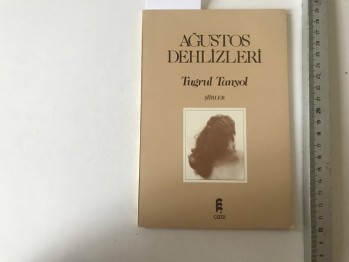 AĞUSTOS
DEHLİZLERİ
Tuğrul Tanyol
ŞİİRLER